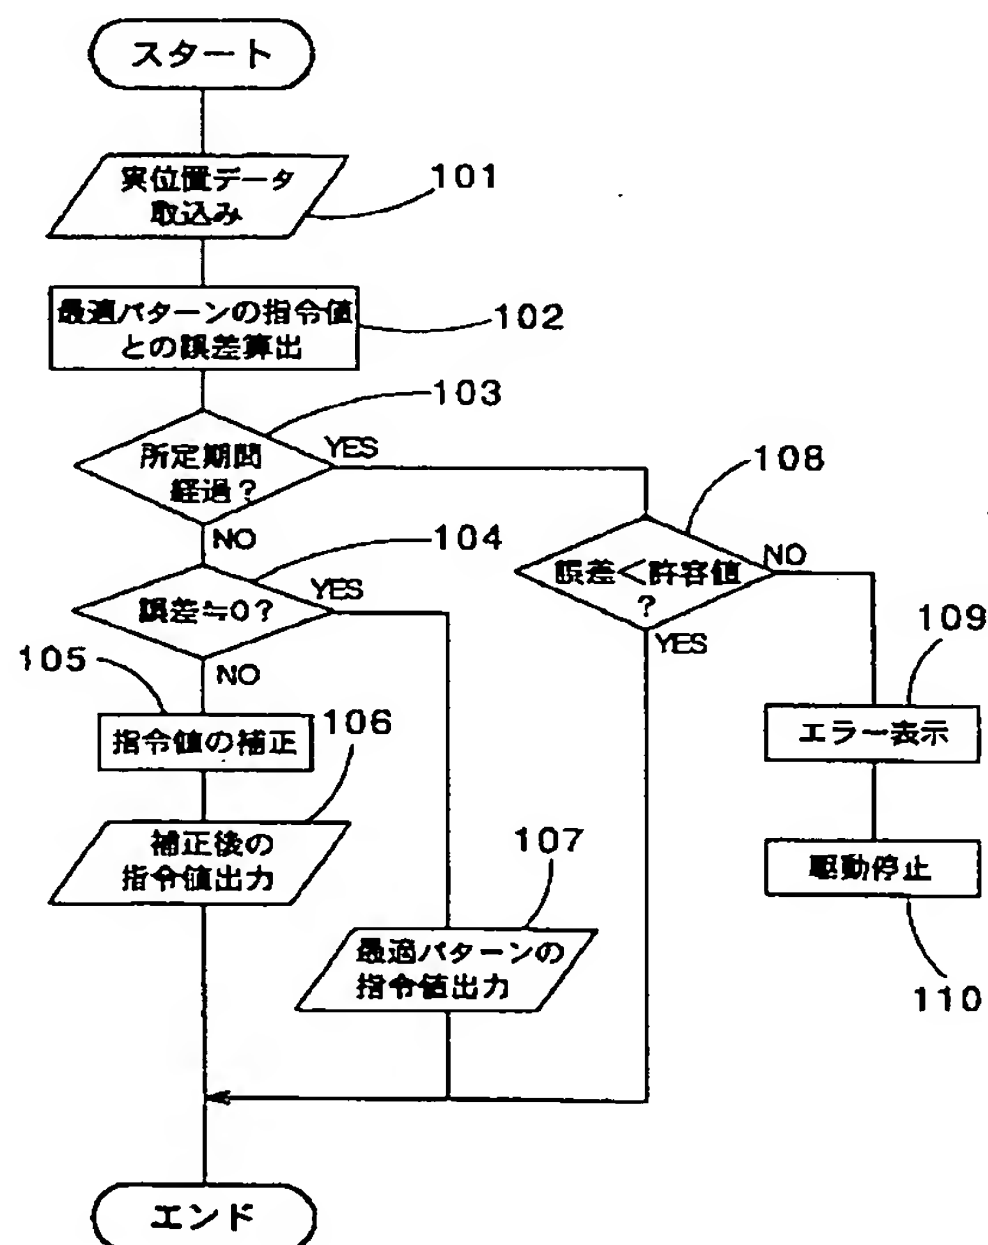 スタート
実位置データ
取込み
101
最適パターンの指令値
との誤差算出
102
103
所定期間
経過?
YES
NO
104
誤差≒0?
YES
NO
105
指令値の補正
106
補正後の
指令値出力
107
最適パターンの
指令値出力
108
誤差<許容値
?
NO
YES
109
エラー表示
駆動停止
110
エンド